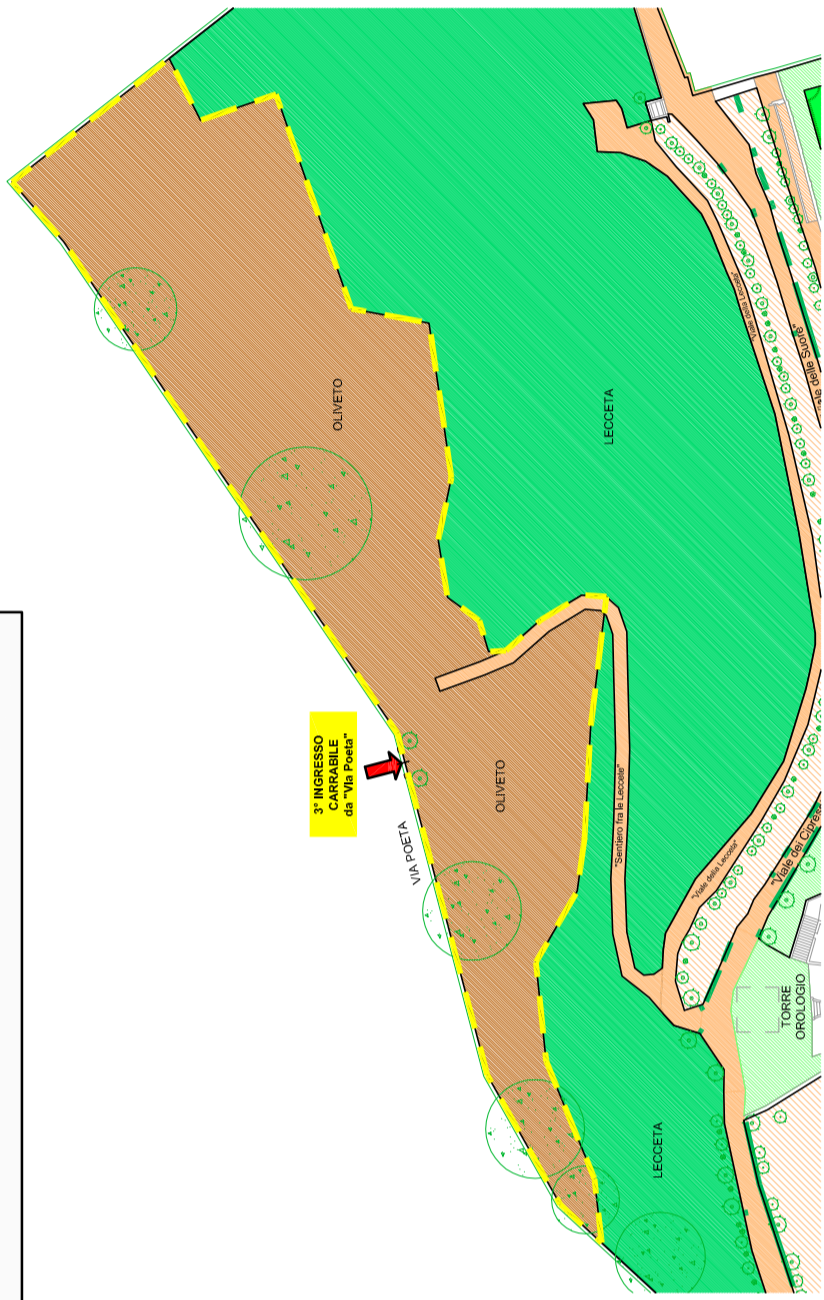 OLIVETO
LECCETA
"Viale della Lecceta"
"Viale delle Suore"
3° INGRESSO
CARRABILE
da "Via Poeta"
VIA POETA
OLIVETO
"Sentiero fra le Leccete"
"Viale della Lecceta"
"Viale dei Cipres
TORRE
OROLOGIO
LECCETA